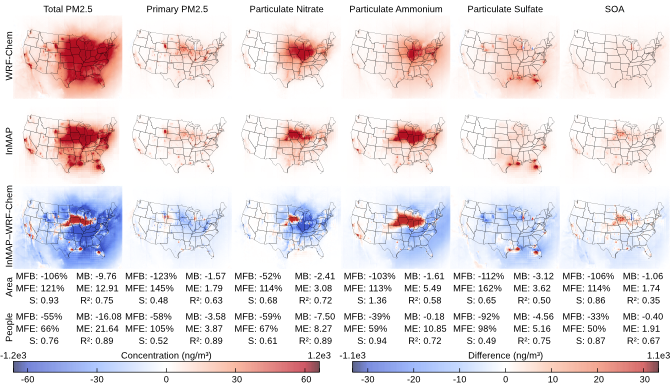 Total PM2.5 Primary PM2.5 Particulate Nitrate Particulate Ammonium Particulate Sulfate SOA
WRF-Chem
InMAP
InMAP-WRF-Chem
Area
MFB: -106% MB: -9.76 MFB: -123% MB: -1.57 MFB: -52% MB: -2.41 MFB: -103% MB: -1.61 MFB: -112% MB: -3.12 MFB: -106% MB: -1.06
MFE: 121% ME: 12.91 MFE: 145% ME: 1.79 MFE: 114% ME: 3.08 MFE: 113% ME: 5.49 MFE: 162% ME: 3.62 MFE: 114% ME: 1.74
S: 0.93 R²: 0.75 S: 0.48 R²: 0.63 S: 0.68 R²: 0.72 S: 1.36 R²: 0.58 S: 0.65 R²: 0.50 S: 0.86 R²: 0.35
People
MFB: -55% MB: -16.08 MFB: -58% MB: -3.58 MFB: -59% MB: -7.50 MFB: -39% MB: -0.18 MFB: -92% MB: -4.56 MFB: -33% MB: -0.40
MFE: 66% ME: 21.64 MFE: 105% ME: 3.87 MFE: 67% ME: 8.27 MFE: 59% ME: 10.85 MFE: 98% ME: 5.16 MFE: 50% ME: 1.91
S: 0.76 R²: 0.89 S: 0.52 R²: 0.89 S: 0.61 R²: 0.89 S: 0.94 R²: 0.72 S: 0.49 R²: 0.75 S: 0.87 R²: 0.67
-1.2e3 Concentration (ng/m³) 1.2e3 -1.1e3 Difference (ng/m³) 1.1e3
-60 -30 0 30 60 -30 -20 -10 0 10 20 30